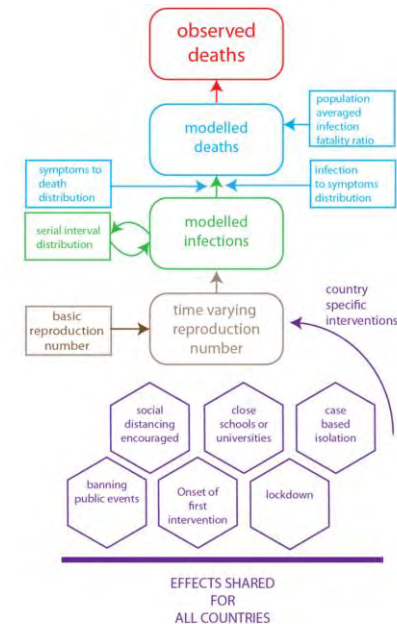 observed
deaths
modelled
deaths
population
averaged
infection
fatality ratio
symptoms to
death
distribution
infection
to symptoms
distribution
serial interval
distribution
modelled
infections
country
specific
interventions
basic
reproduction
number
time varying
reproduction
number
social
distancing
encouraged
close
schools or
universities
case
based
isolation
banning
public events
Onset of
first
intervention
lockdown
EFFECTS SHARED
FOR
ALL COUNTRIES